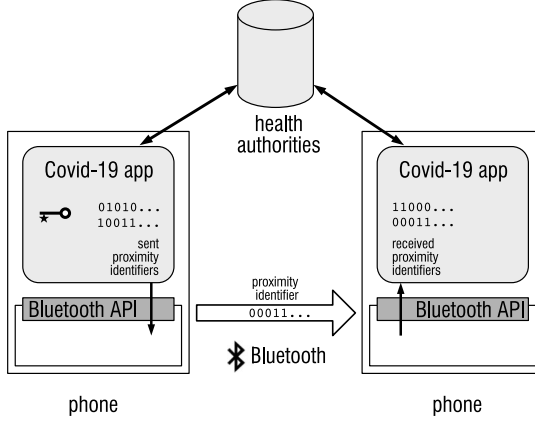 health
authorities
Covid-19 app
01010...
10011...
sent
proximity
identifiers
Bluetooth API
phone
proximity
identifier
00011...
Bluetooth
Covid-19 app
11000...
00011...
received
proximity
identifiers
Bluetooth API
phone